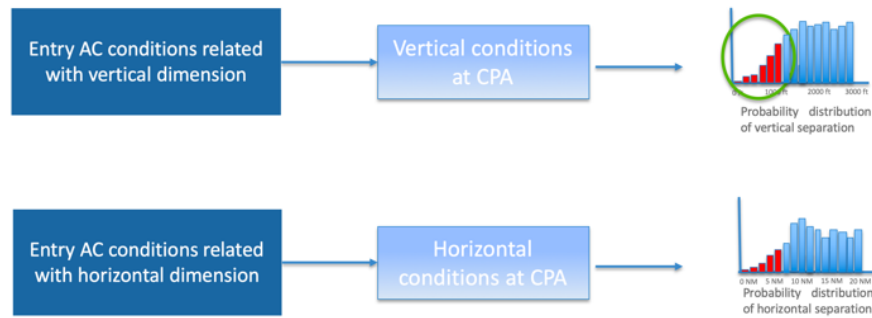 Entry AC conditions related
with vertical dimension
Vertical conditions
at CPA
2000 ft
3000 ft
Probability distribution
of vertical separation
Entry AC conditions related
with horizontal dimension
Horizontal
conditions at CPA
0 NM
5 NM
10 NM
15 NM
20 NM
Probability distribution
of horizontal separation